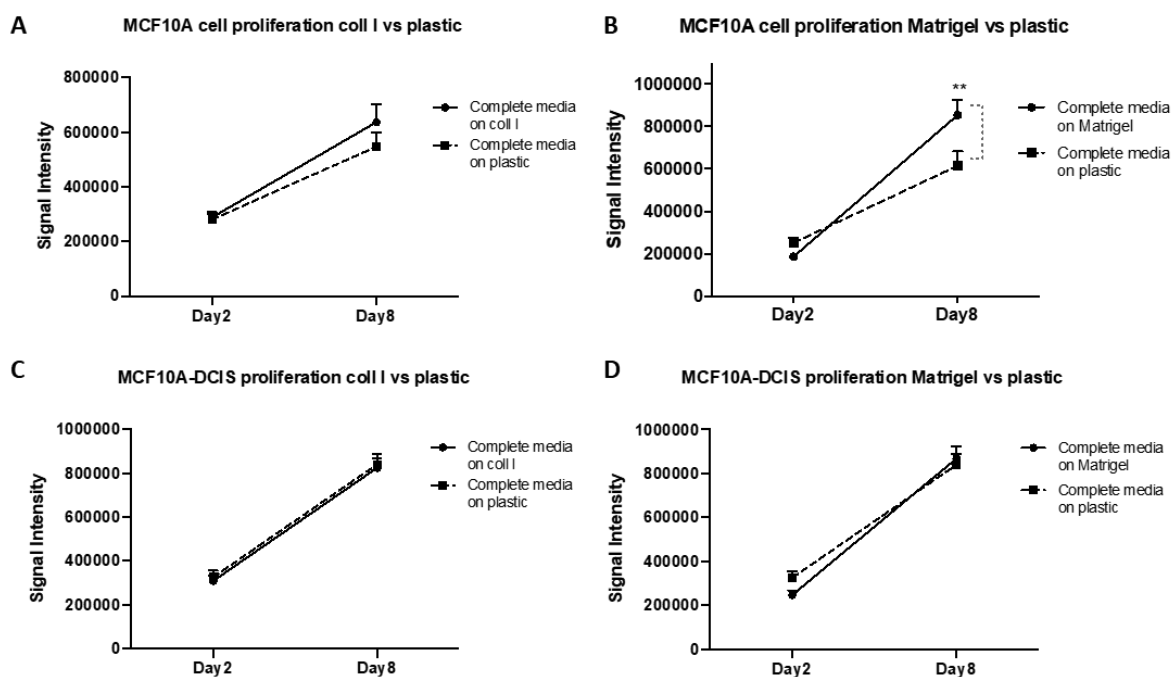 A
MCF10A cell proliferation coll I vs plastic
800000
600000
400000
200000
0
Signal Intensity
Day2
Day8
Complete media
on coll I
Complete media
on plastic
B
MCF10A cell proliferation Matrigel vs plastic
1000000
800000
600000
400000
200000
0
Signal Intensity
**
Day2
Day8
Complete media
on Matrigel
Complete media
on plastic
C
MCF10A-DCIS proliferation coll I vs plastic
1000000
800000
600000
400000
200000
0
Signal Intensity
Day2
Day8
Complete media
on coll I
Complete media
on plastic
D
MCF10A-DCIS proliferation Matrigel vs plastic
1000000
800000
600000
400000
200000
0
Signal Intensity
Day2
Day8
Complete media
on Matrigel
Complete media
on plastic